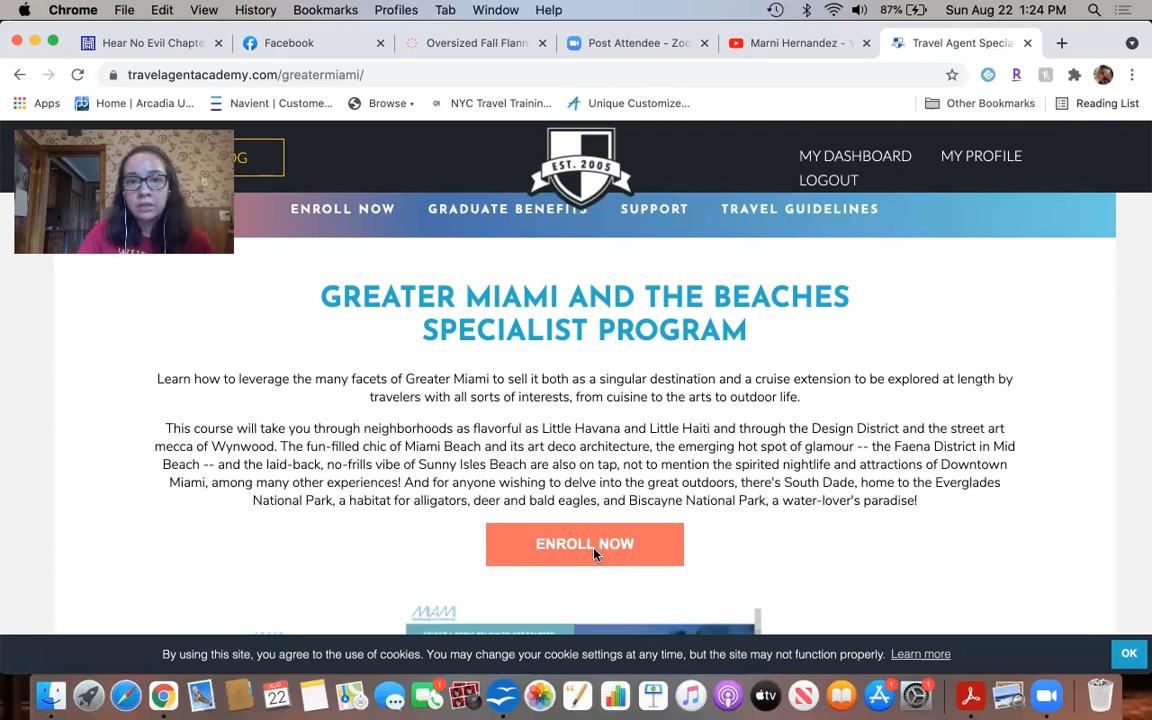 Chrome File Edit View History Bookmarks Profiles Tab Window Help 87% Sun Aug 22 1:24 PM
Hear No Evil Chapte Facebook Oversized Fall Flann Post Attendee - Zoo Marni Hernandez - Y Travel Agent Specia
travelagentacademy.com/greatermiami/
Apps Home | Arcadia U... Navient | Custome... Browse NYC Travel Trainin... Unique Customize... Other Bookmarks Reading List
OG EST. 2005 MY DASHBOARD MY PROFILE
LOGOUT
ENROLL NOW GRADUATE BENEFITS SUPPORT TRAVEL GUIDELINES
GREATER MIAMI AND THE BEACHES
SPECIALIST PROGRAM
Learn how to leverage the many facets of Greater Miami to sell it both as a singular destination and a cruise extension to be explored at length by
travelers with all sorts of interests, from cuisine to the arts to outdoor life.
This course will take you through neighborhoods as flavorful as Little Havana and Little Haiti and through the Design District and the street art
mecca of Wynwood. The fun-filled chic of Miami Beach and its art deco architecture, the emerging hot spot of glamour -- the Faena District in Mid
Beach -- and the laid-back, no-frills vibe of Sunny Isles Beach are also on tap, not to mention the spirited nightlife and attractions of Downtown
Miami, among many other experiences! And for anyone wishing to delve into the great outdoors, there's South Dade, home to the Everglades
National Park, a habitat for alligators, deer and bald eagles, and Biscayne National Park, a water-lover's paradise!
ENROLL NOW
MIAMI
By using this site, you agree to the use of cookies. You may change your cookie settings at any time, but the site may not function properly. Learn more OK
AUG
22
1
tv
1
1